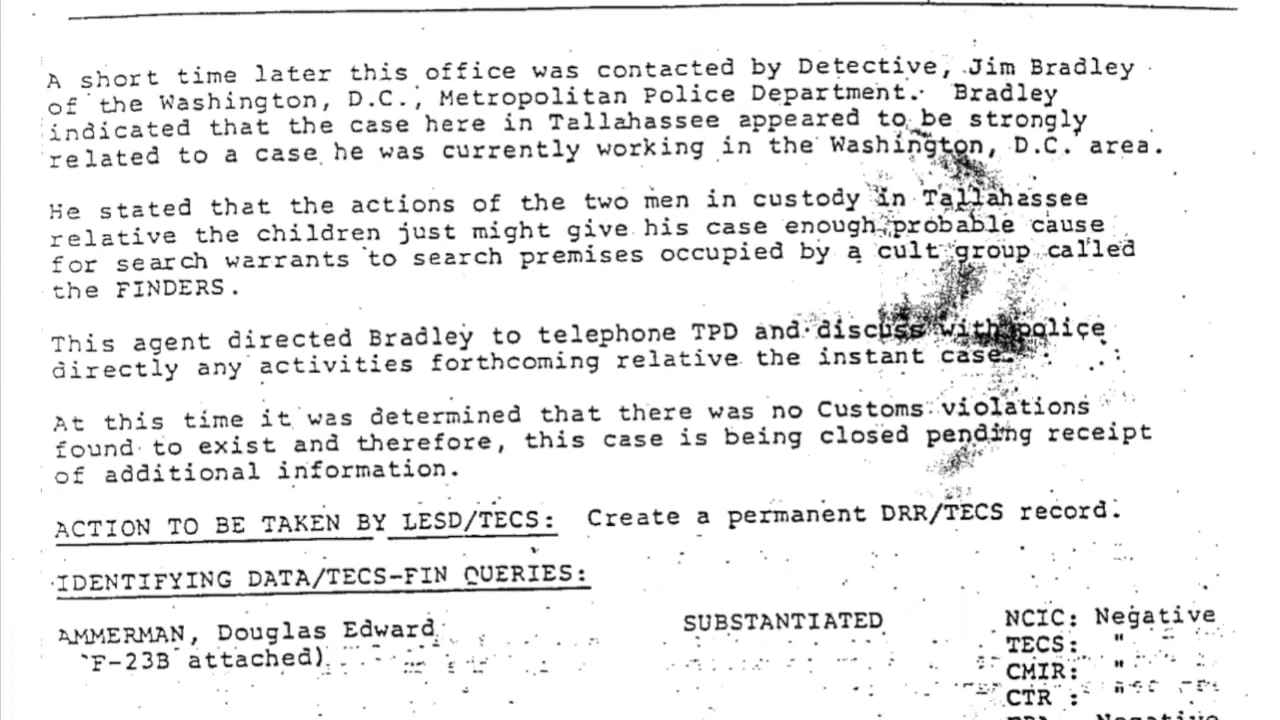 A short time later this office was contacted by Detective, Jim Bradley
of the Washington, D.C., Metropolitan Police Department. Bradley
indicated that the case here in Tallahassee appeared to be strongly
related to a case he was currently working in the Washington, D.C. area.
He stated that the actions of the two men in custody in Tallahassee
relative the children just might give his case enough probable cause
for search warrants to search premises occupied by a cult group called
the FINDERS.
This agent directed Bradley to telephone TPD and discuss with police
directly any activities forthcoming relative the instant case.
At this time it was determined that there was no Customs violations
found to exist and therefore, this case is being closed pending receipt
of additional information.
ACTION TO BE TAKEN BY LESD/TECS: Create a permanent DRR/TECS record.
IDENTIFYING DATA/TECS-FIN QUERIES:
AMMERMAN, Douglas Edward SUBSTANTIATED NCIC: Negative
F-23B attached) TECS: "
CMIR: "
CTR : "
Negative